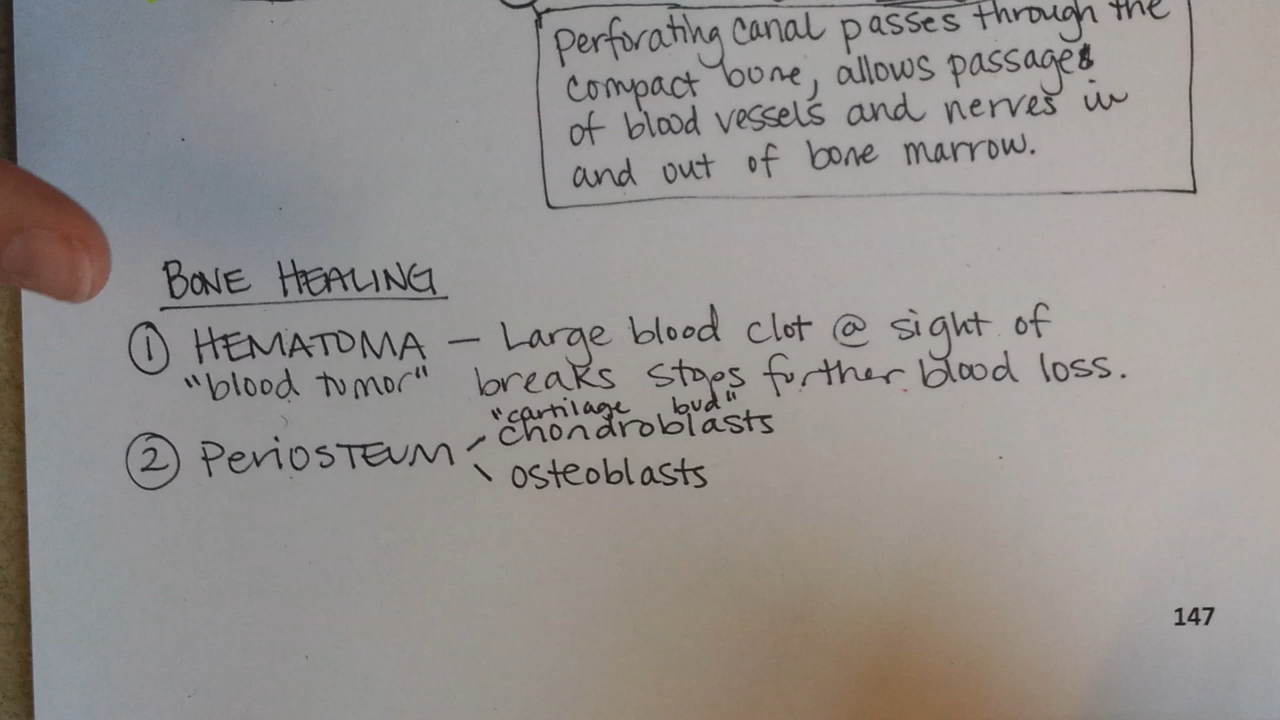 Perforating canal passes through the
compact bone, allows passages
of blood vessels and nerves in
and out of bone marrow.
BONE HEALING
① HEMATOMA — Large blood clot @ sight of
"blood tumor" breaks stops further blood loss.
"cartilage bud"
② PERIOSTEUM chondroblasts
osteoblasts
147